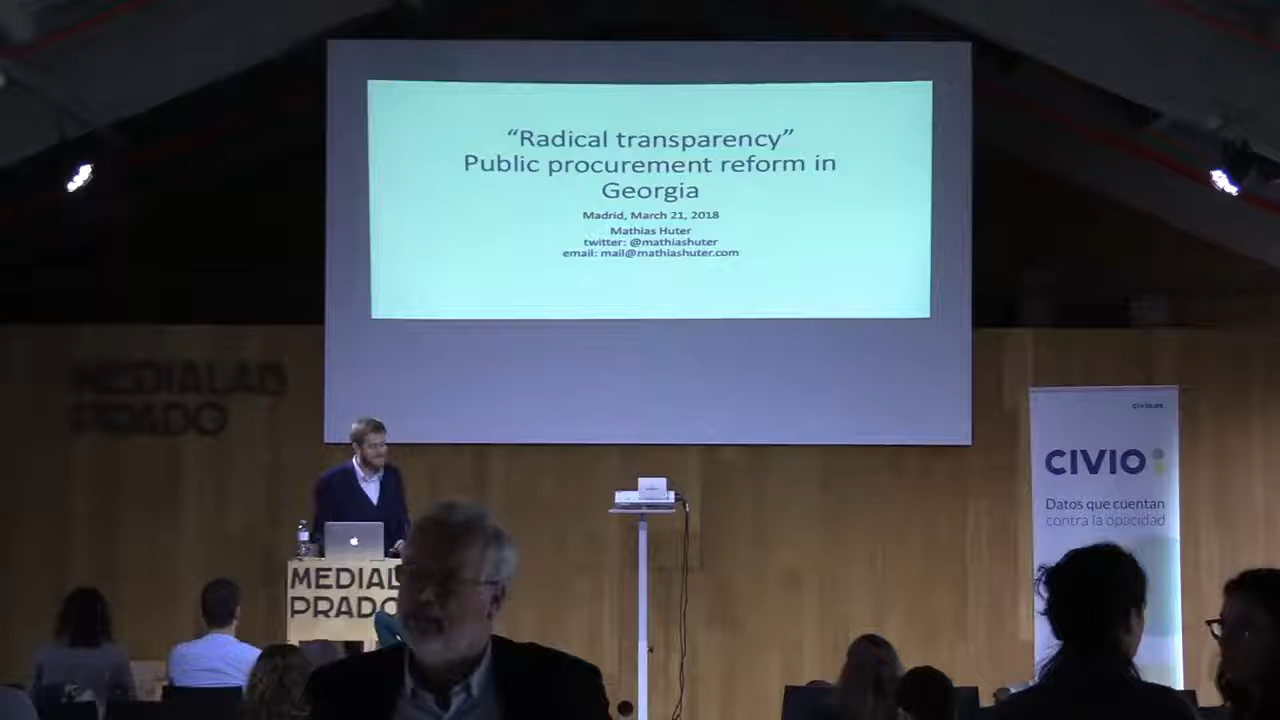 “Radical transparency”
Public procurement reform in
Georgia
Madrid, March 21, 2018
Mathias Huter
twitter: @mathiashuter
email: mail@mathiashuter.com
MEDIALAB
PRADO
civio.es
CIVIO
Datos que cuentan
contra la opacidad
MEDIAL
PRADO